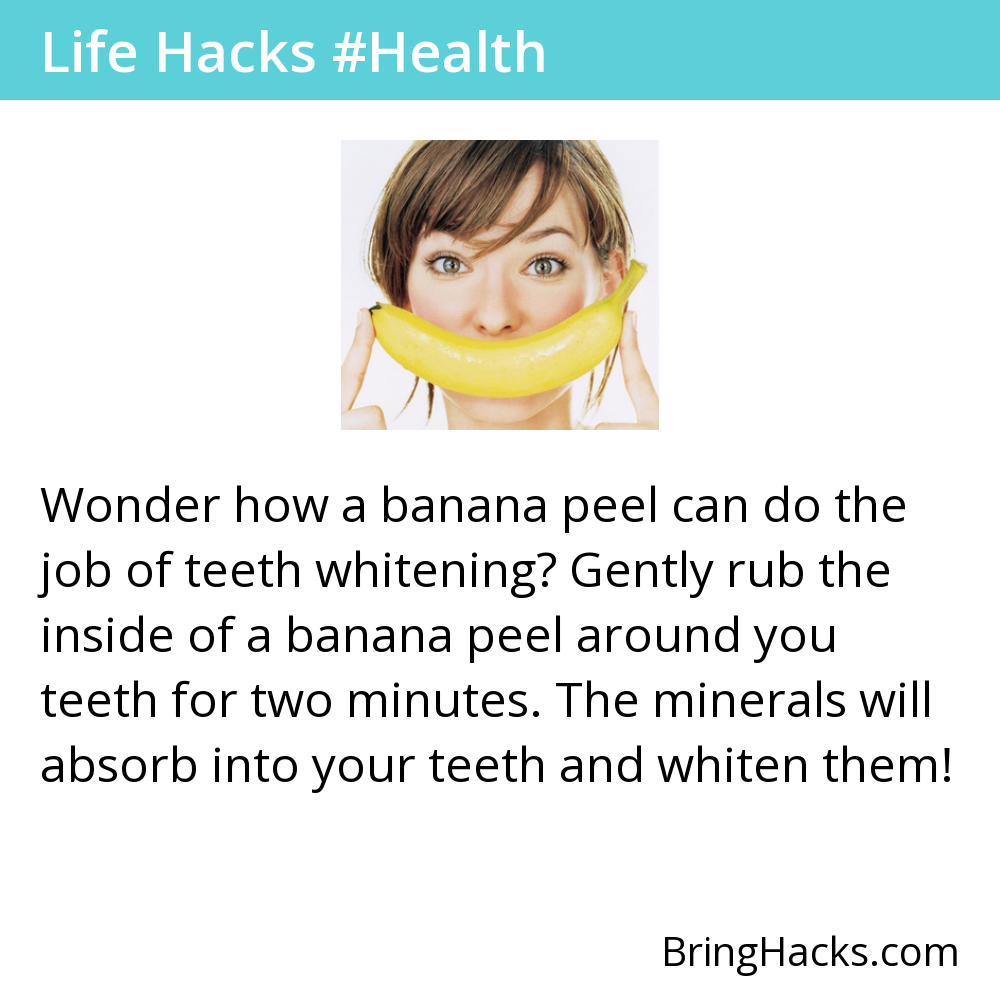 Life Hacks #Health
Wonder how a banana peel can do the
job of teeth whitening? Gently rub the
inside of a banana peel around you
teeth for two minutes. The minerals will
absorb into your teeth and whiten them!
BringHacks.com